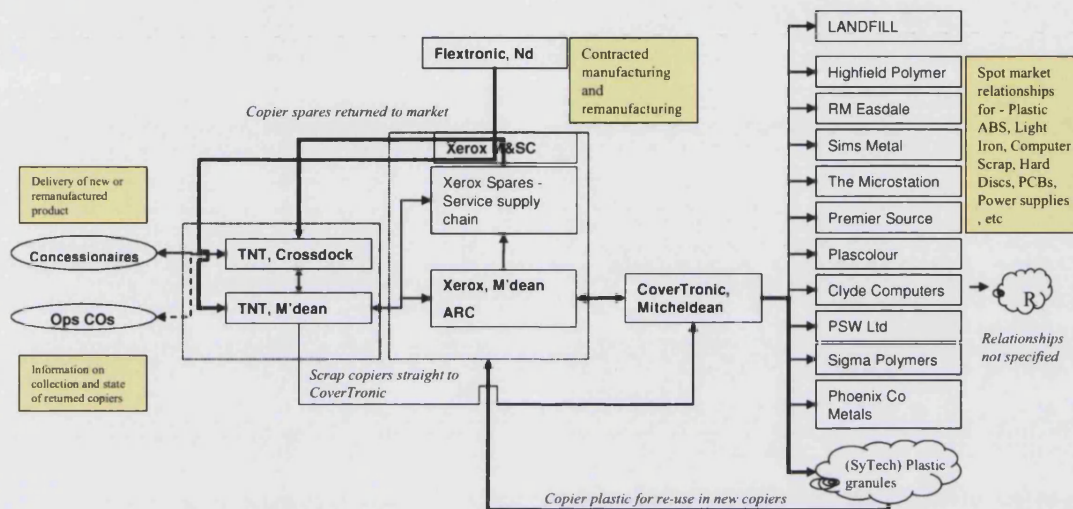 LANDFILL
Flextronic, Nd
Contracted
manufacturing
and
remanufacturing
Highfield Polymer
Spot market
relationships
for - Plastic
ABS, Light
Iron, Computer
Scrap, Hard
Discs, PCBs,
Power supplies
, etc
RM Easdale
Copier spares returned to market
Sims Metal
Xerox M&SC
Delivery of new or
remanufactured
product
Xerox Spares -
Service supply
chain
The Microstation
Premier Source
Concessionaires
TNT, Crossdock
Plascolour
Ops COs
TNT, M'dean
Xerox, M'dean
ARC
CoverTronic,
Mitcheldean
Clyde Computers
R
Relationships
not specified
PSW Ltd
Information on
collection and state
of returned copiers
Scrap copiers straight to
CoverTronic
Sigma Polymers
Phoenix Co
Metals
(SyTech) Plastic
granules
Copier plastic for re-use in new copiers